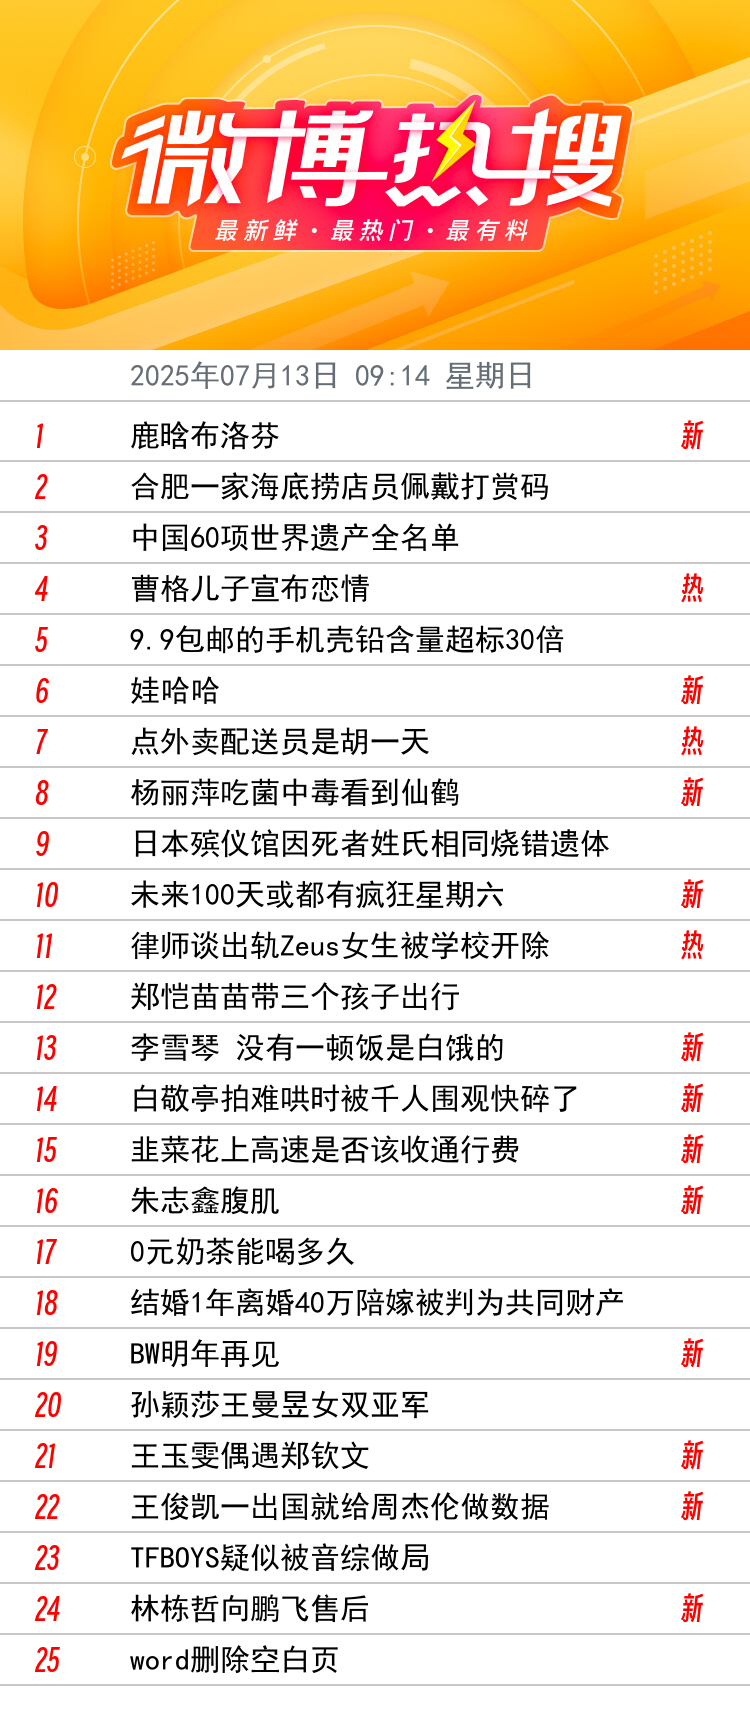 微博热搜
最新鲜·最热门·最有料
2025年07月13日 09:14 星期日
1 鹿晗布洛芬 新
2 合肥一家海底捞店员佩戴打赏码
3 中国60项世界遗产全名单
4 曹格儿子宣布恋情 热
5 9.9包邮的手机壳铅含量超标30倍
6 娃哈哈 新
7 点外卖配送员是胡一天 热
8 杨丽萍吃菌中毒看到仙鹤 新
9 日本殡仪馆因死者姓氏相同烧错遗体
10 未来100天或都有疯狂星期六 新
11 律师谈出轨Zeus女生被学校开除 热
12 郑恺苗苗带三个孩子出行
13 李雪琴 没有一顿饭是白饿的 新
14 白敬亭拍难哄时被千人围观快碎了 新
15 韭菜花上高速是否该收通行费 新
16 朱志鑫腹肌 新
17 0元奶茶能喝多久
18 结婚1年离婚40万陪嫁被判为共同财产
19 BW明年再见 新
20 孙颖莎王曼昱女双亚军
21 王玉雯偶遇郑钦文 新
22 王俊凯一出国就给周杰伦做数据 新
23 TFBOYS疑似被音综做局
24 林栋哲向鹏飞售后 新
25 word删除空白页